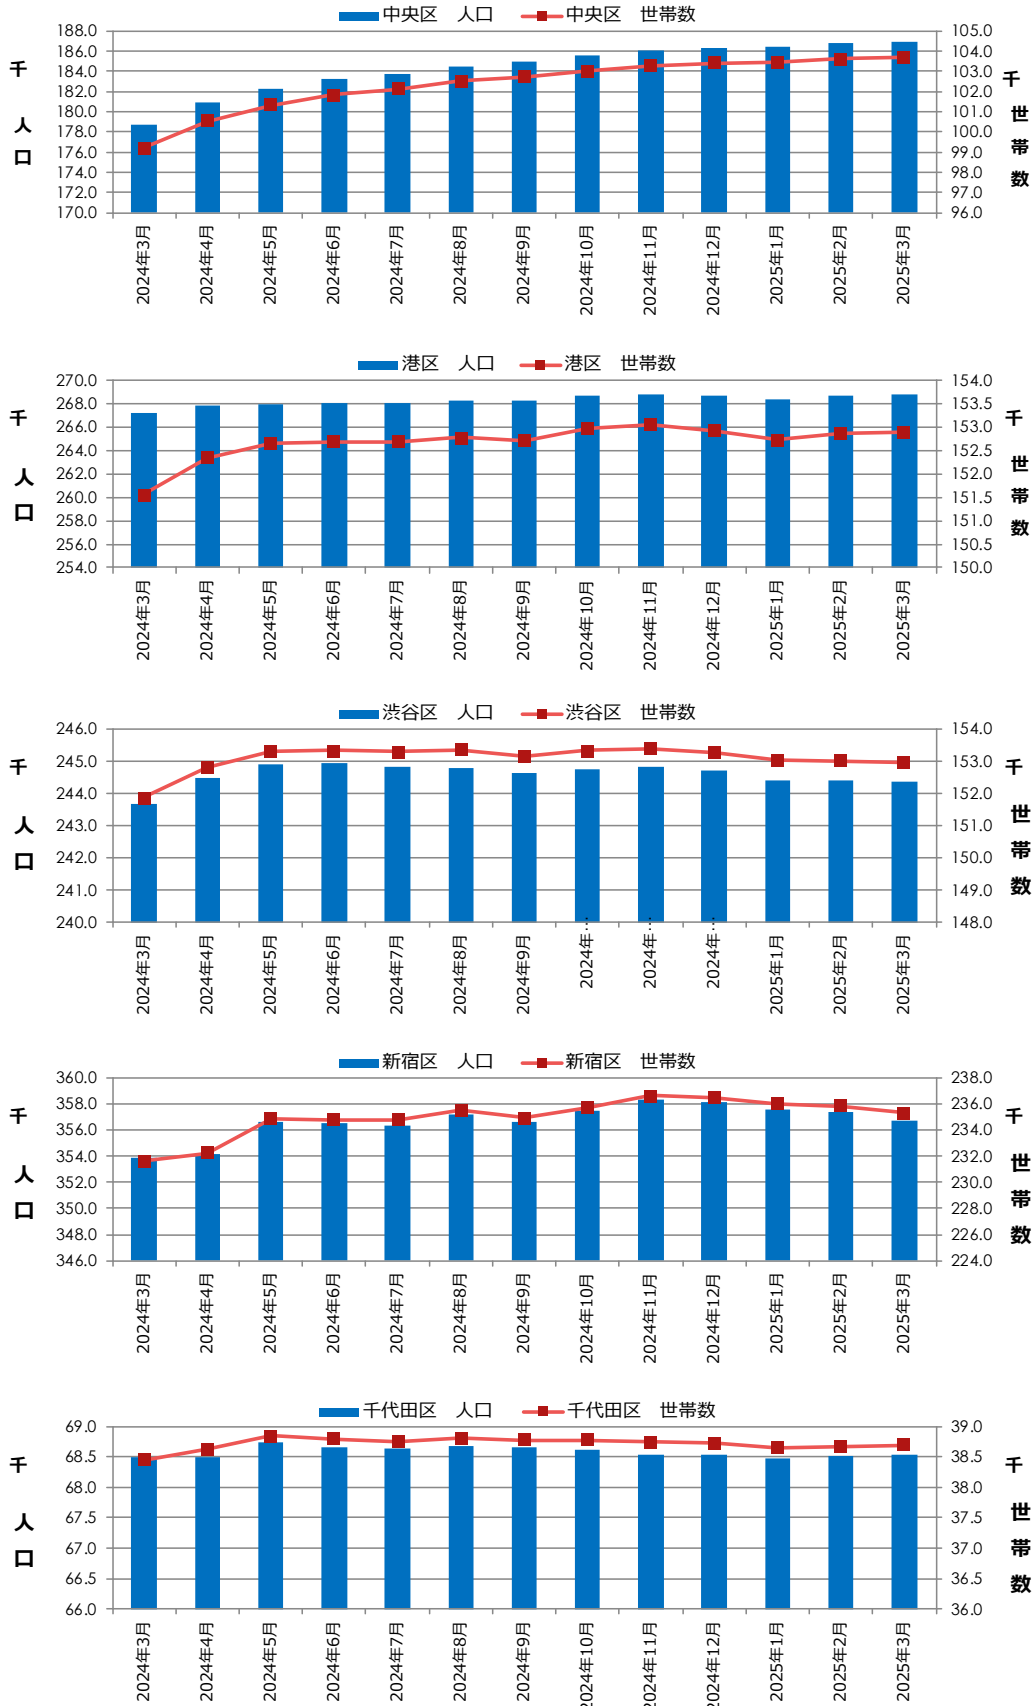 中央区　人口　中央区　世帯数
千　人口
188.0
186.0
184.0
182.0
180.0
178.0
176.0
174.0
172.0
170.0
105.0
104.0
103.0
102.0
101.0
100.0
99.0
98.0
97.0
96.0
千　世帯数
2024年3月
2024年4月
2024年5月
2024年6月
2024年7月
2024年8月
2024年9月
2024年10月
2024年11月
2024年12月
2025年1月
2025年2月
2025年3月
港区　人口　港区　世帯数
千　人口
270.0
268.0
266.0
264.0
262.0
260.0
258.0
256.0
254.0
154.0
153.5
153.0
152.5
152.0
151.5
151.0
150.5
150.0
千　世帯数
2024年3月
2024年4月
2024年5月
2024年6月
2024年7月
2024年8月
2024年9月
2024年10月
2024年11月
2024年12月
2025年1月
2025年2月
2025年3月
渋谷区　人口　渋谷区　世帯数
千　人口
246.0
245.0
244.0
243.0
242.0
241.0
240.0
154.0
153.0
152.0
151.0
150.0
149.0
148.0
千　世帯数
2024年3月
2024年4月
2024年5月
2024年6月
2024年7月
2024年8月
2024年9月
2024年…
2024年…
2024年…
2025年1月
2025年2月
2025年3月
新宿区　人口　新宿区　世帯数
千　人口
360.0
358.0
356.0
354.0
352.0
350.0
348.0
346.0
238.0
236.0
234.0
232.0
230.0
228.0
226.0
224.0
千　世帯数
2024年3月
2024年4月
2024年5月
2024年6月
2024年7月
2024年8月
2024年9月
2024年10月
2024年11月
2024年12月
2025年1月
2025年2月
2025年3月
千代田区　人口　千代田区　世帯数
千　人口
69.0
68.5
68.0
67.5
67.0
66.5
66.0
39.0
38.5
38.0
37.5
37.0
36.5
36.0
千　世帯数
2024年3月
2024年4月
2024年5月
2024年6月
2024年7月
2024年8月
2024年9月
2024年10月
2024年11月
2024年12月
2025年1月
2025年2月
2025年3月